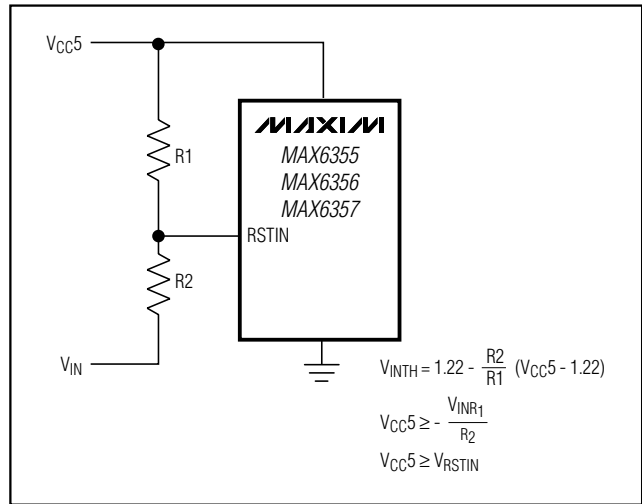 VCC5
R1
MAXIM
MAX6355
MAX6356
MAX6357
RSTIN
R2
VIN
VINTH = 1.22 - R2/R1 (VCC5 - 1.22)
VCC5 ≥ - VINR1/R2
VCC5 ≥ VRSTIN